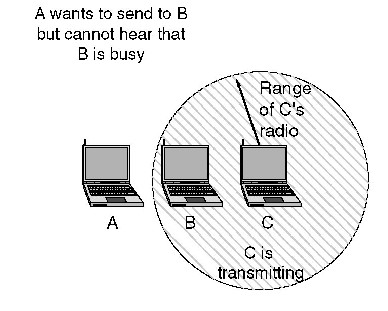 A wants to send to B
but cannot hear that
B is busy
Range
of C's
radio
A
B
C
C is
transmitting